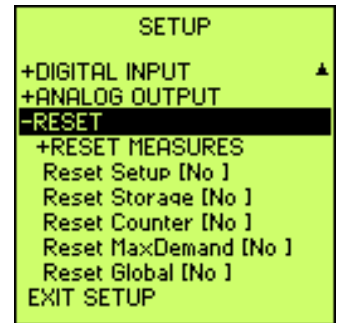 SETUP
+DIGITAL INPUT
+ANALOG OUTPUT
-RESET
+RESET MEASURES
Reset Setup [No ]
Reset Storage [No ]
Reset Counter [No ]
Reset MaxDemand [No ]
Reset Global [No ]
EXIT SETUP